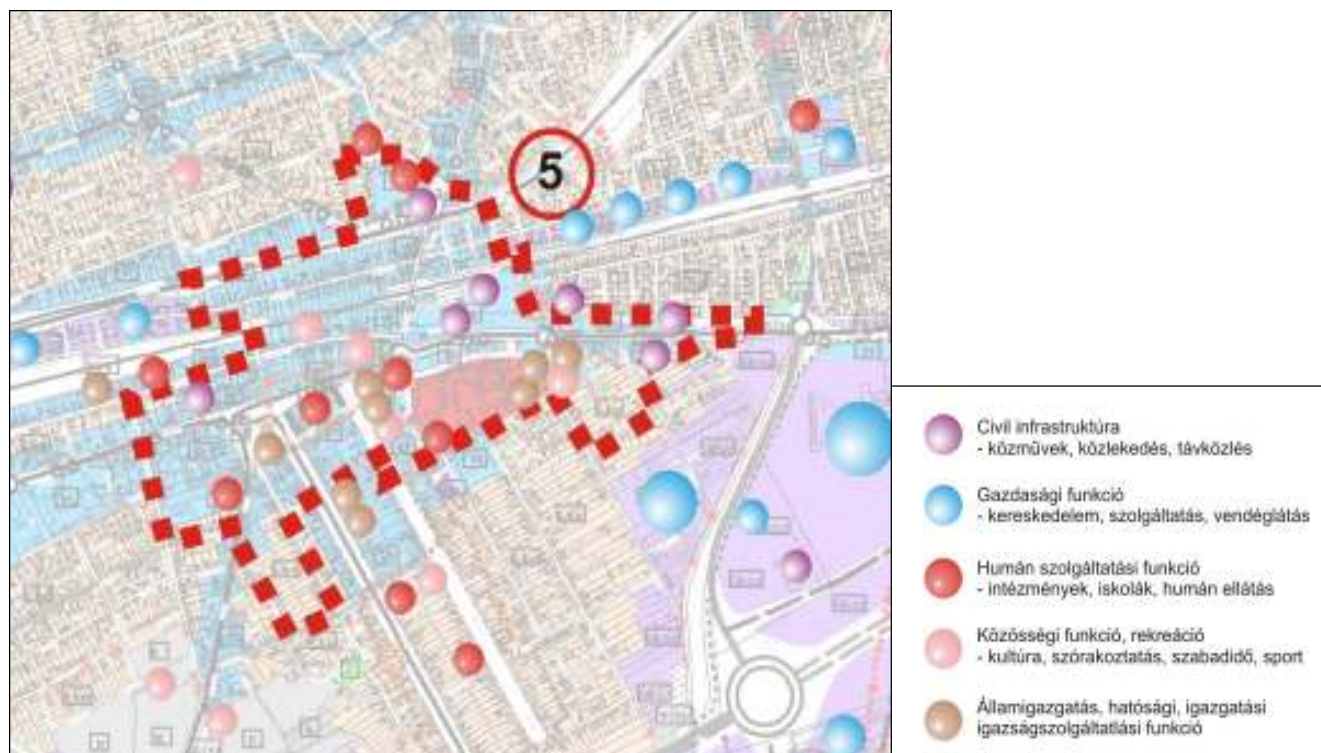 5
Civil infrastruktúra
- közművek, közlekedés, távközlés
Gazdasági funkció
- kereskedelem, szolgáltatás, vendéglátás
Humán szolgáltatási funkció
- intézmények, iskolák, humán ellátás
Közösségi funkció, rekreáció
- kultúra, szórakoztatás, szabadidő, sport
Államigazgatás, hatósági, igazgatási
igazságszolgáltatlási funkció